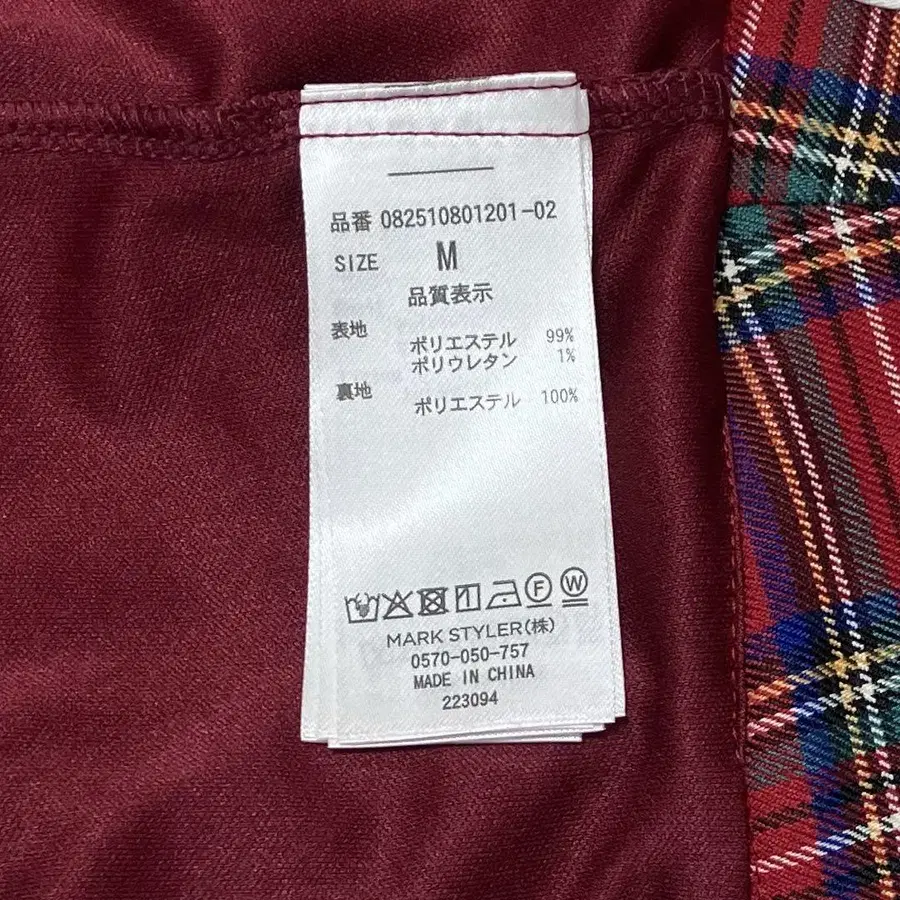 品番 082510801201-02
SIZE M
品質表示
表地
ポリエステル 99%
ポリウレタン 1%
裏地
ポリエステル 100%
F W
MARK STYLER(株)
0570-050-757
MADE IN CHINA
223094